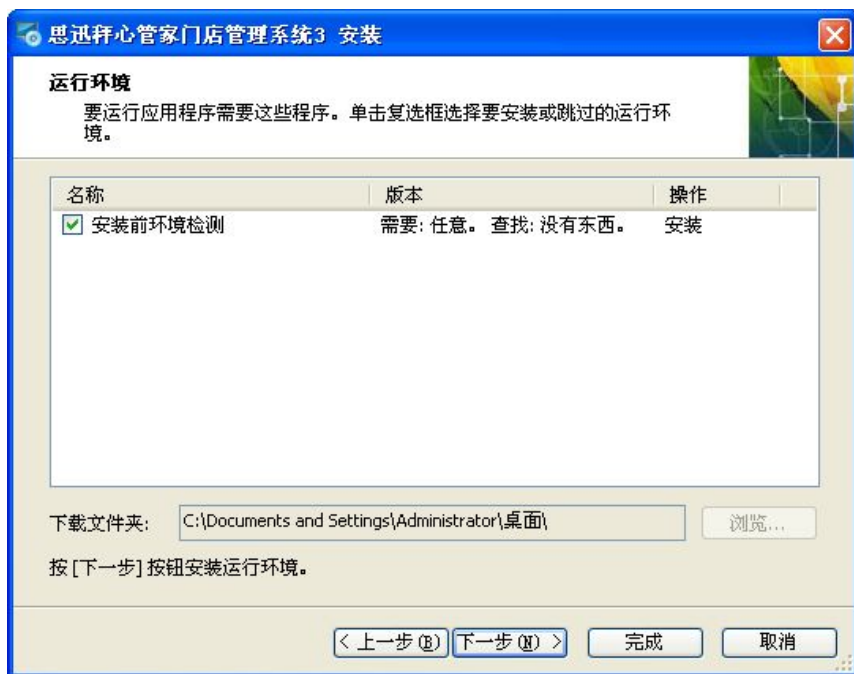 思迅秤心管家门店管理系统3 安装
运行环境
要运行应用程序需要这些程序。单击复选框选择要安装或跳过的运行环
境。
名称 版本 操作
安装前环境检测 需要: 任意。 查找: 没有东西。 安装
下载文件夹: C:\Documents and Settings\Administrator\桌面\ 浏览...
按 [下一步] 按钮安装运行环境。
< 上一步 (B) 下一步 (N) > 完成 取消